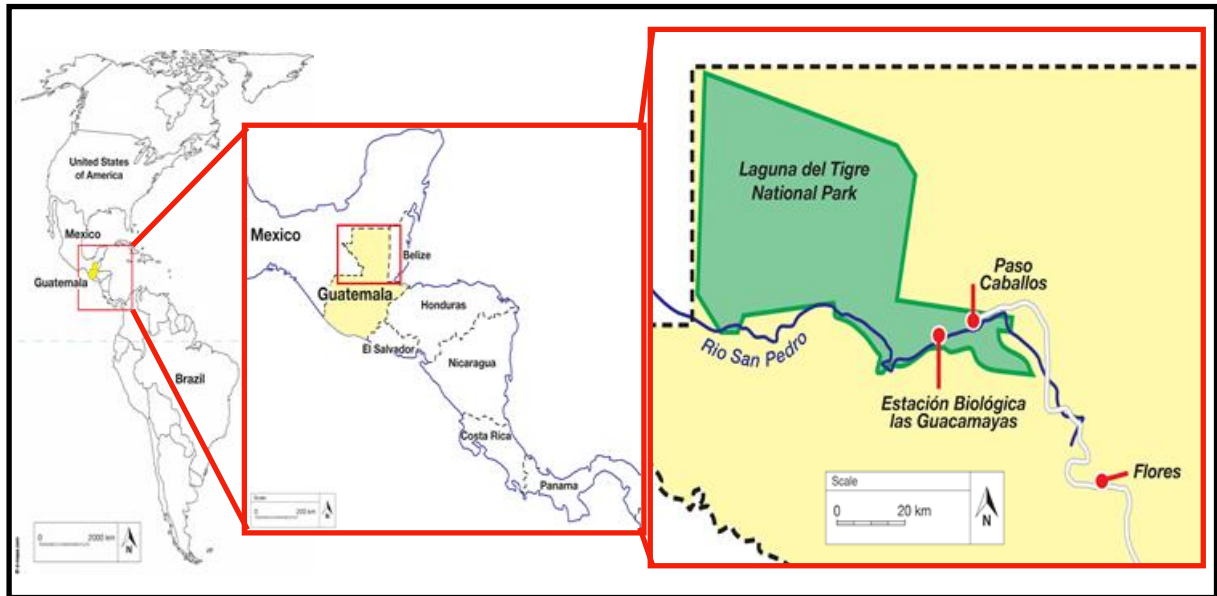 United States
of America
Mexico
Guatemala
Brazil
0
2000 km
N
Mexico
Belize
Guatemala
Honduras
El Salvador
Nicaragua
Costa Rica
Panama
Scale
0
200 km
N
Laguna del Tigre
National Park
Paso
Caballos
Rio San Pedro
Estación Biológica
las Guacamayas
Flores
Scale
0
20 km
N